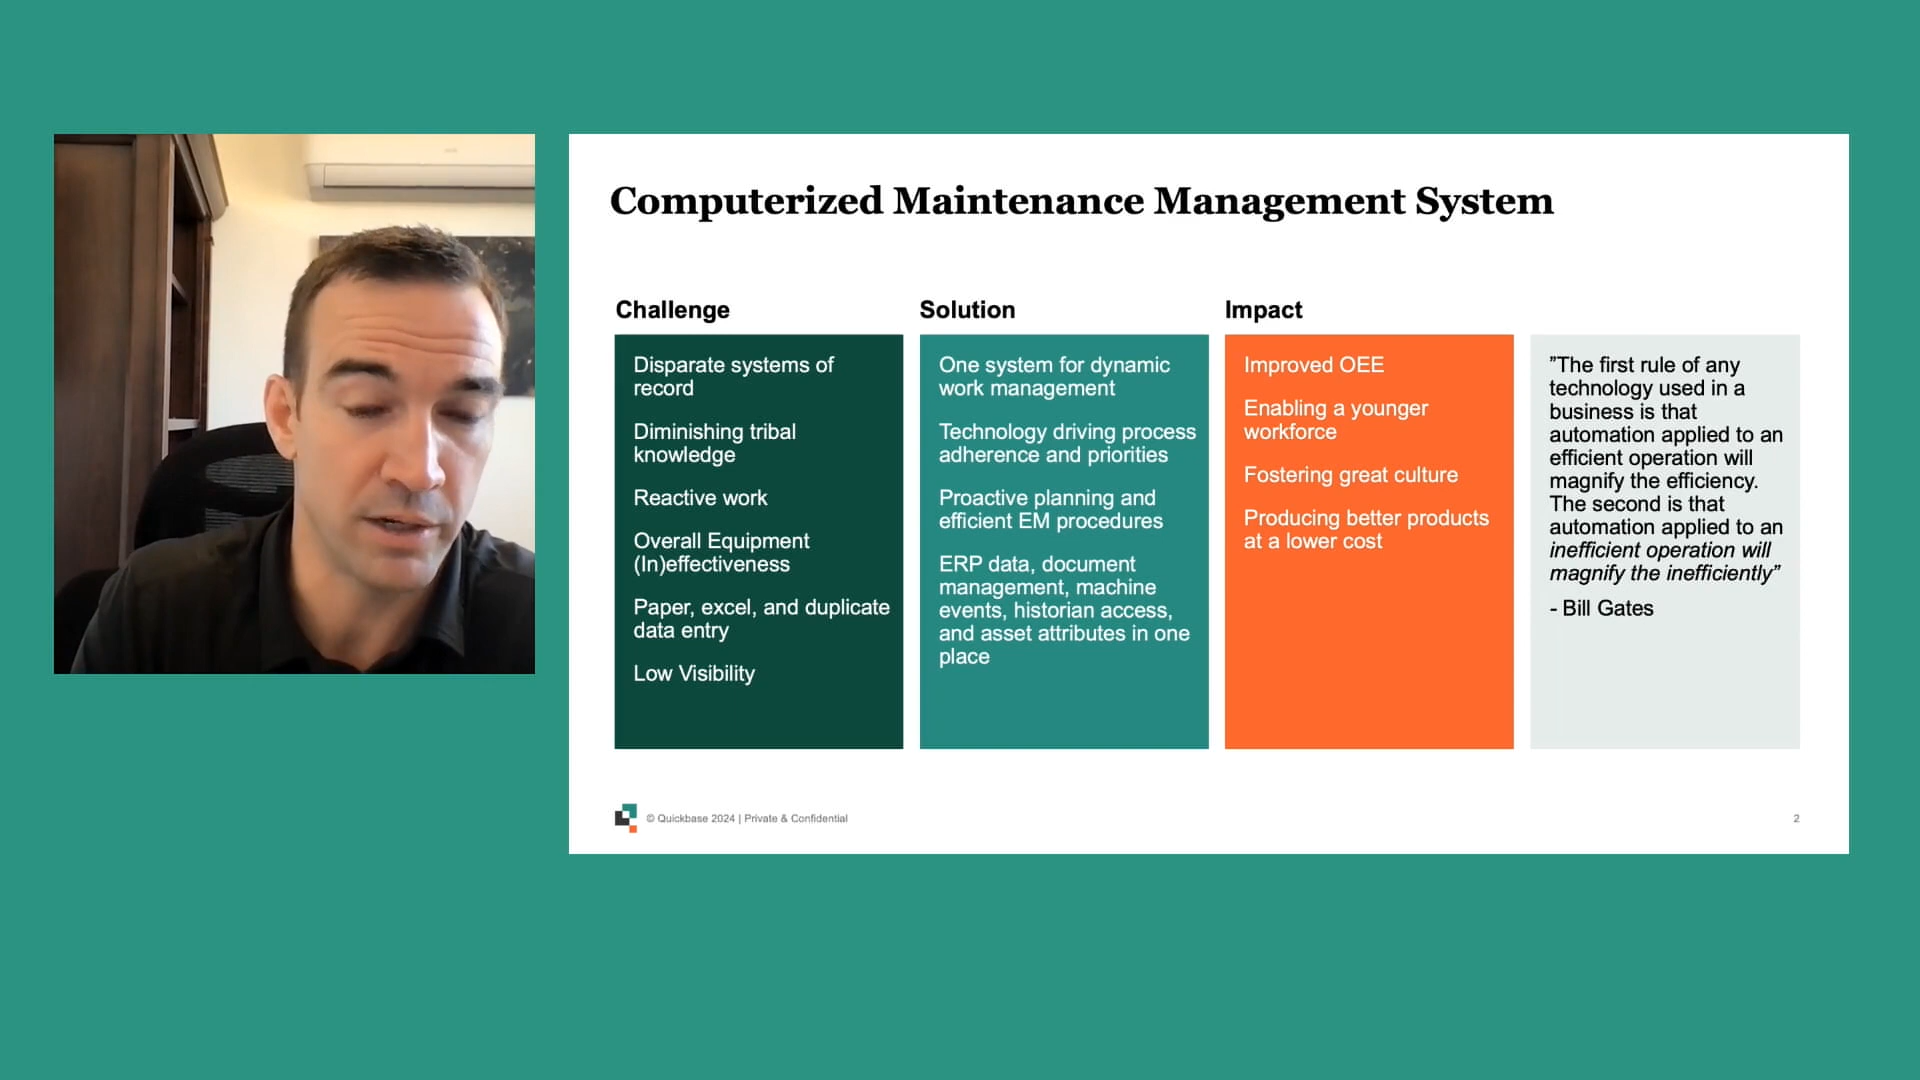 Computerized Maintenance Management System
Challenge
Disparate systems of
record
Diminishing tribal
knowledge
Reactive work
Overall Equipment
(In)effectiveness
Paper, excel, and duplicate
data entry
Low Visibility
Solution
One system for dynamic
work management
Technology driving process
adherence and priorities
Proactive planning and
efficient EM procedures
ERP data, document
management, machine
events, historian access,
and asset attributes in one
place
Impact
Improved OEE
Enabling a younger
workforce
Fostering great culture
Producing better products
at a lower cost
”The first rule of any
technology used in a
business is that
automation applied to an
efficient operation will
magnify the efficiency.
The second is that
automation applied to an
inefficient operation will
magnify the inefficiently”
- Bill Gates
© Quickbase 2024 | Private & Confidential
2